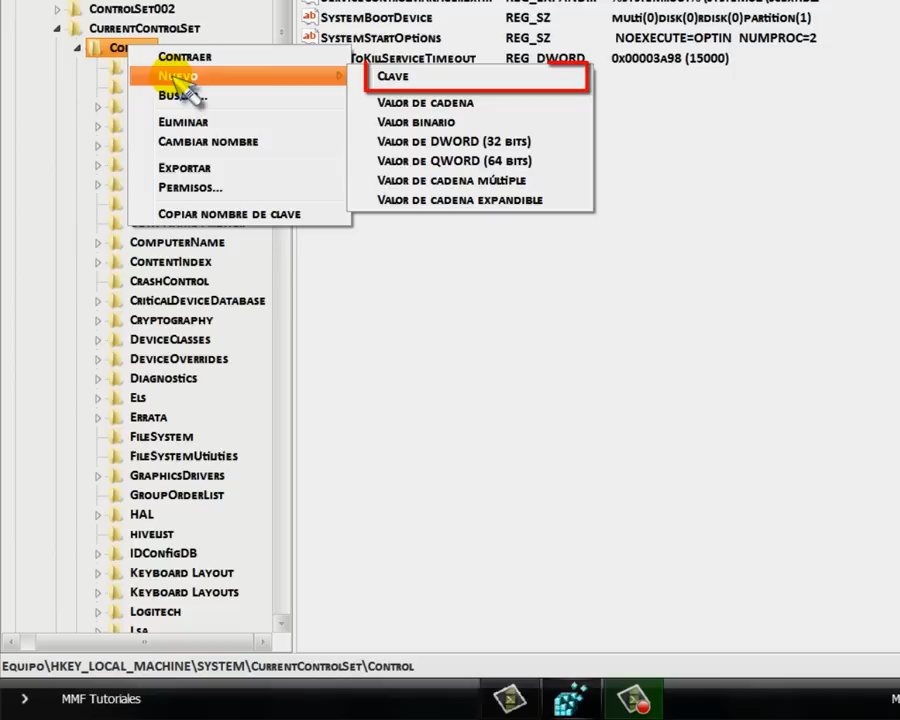 ControlSet002
CurrentControlSet
SystemBootDevice REG_SZ multi(0)disk(0)rdisk(0)partition(1)
SystemStartOptions REG_SZ NOEXECUTE=OPTIN NUMPROC=2
ToKillServiceTimeout REG_DWORD 0x00003a98 (15000)
Contraer
Nuevo
Eliminar
Cambiar nombre
Exportar
Permisos...
Copiar nombre de clave
Clave
Valor de cadena
Valor binario
Valor de DWORD (32 bits)
Valor de QWORD (64 bits)
Valor de cadena múltiple
Valor de cadena expandible
ComputerName
ContentIndex
CrashControl
CriticalDeviceDatabase
Cryptography
DeviceClasses
DeviceOverrides
Diagnostics
Els
Errata
FileSystem
FileSystemUtilities
GraphicsDrivers
GroupOrderList
HAL
hivelist
IDConfigDB
Keyboard Layout
Keyboard Layouts
Logitech
Lsa
Equipo\HKEY_LOCAL_MACHINE\SYSTEM\CurrentControlSet\Control
MMF Tutoriales